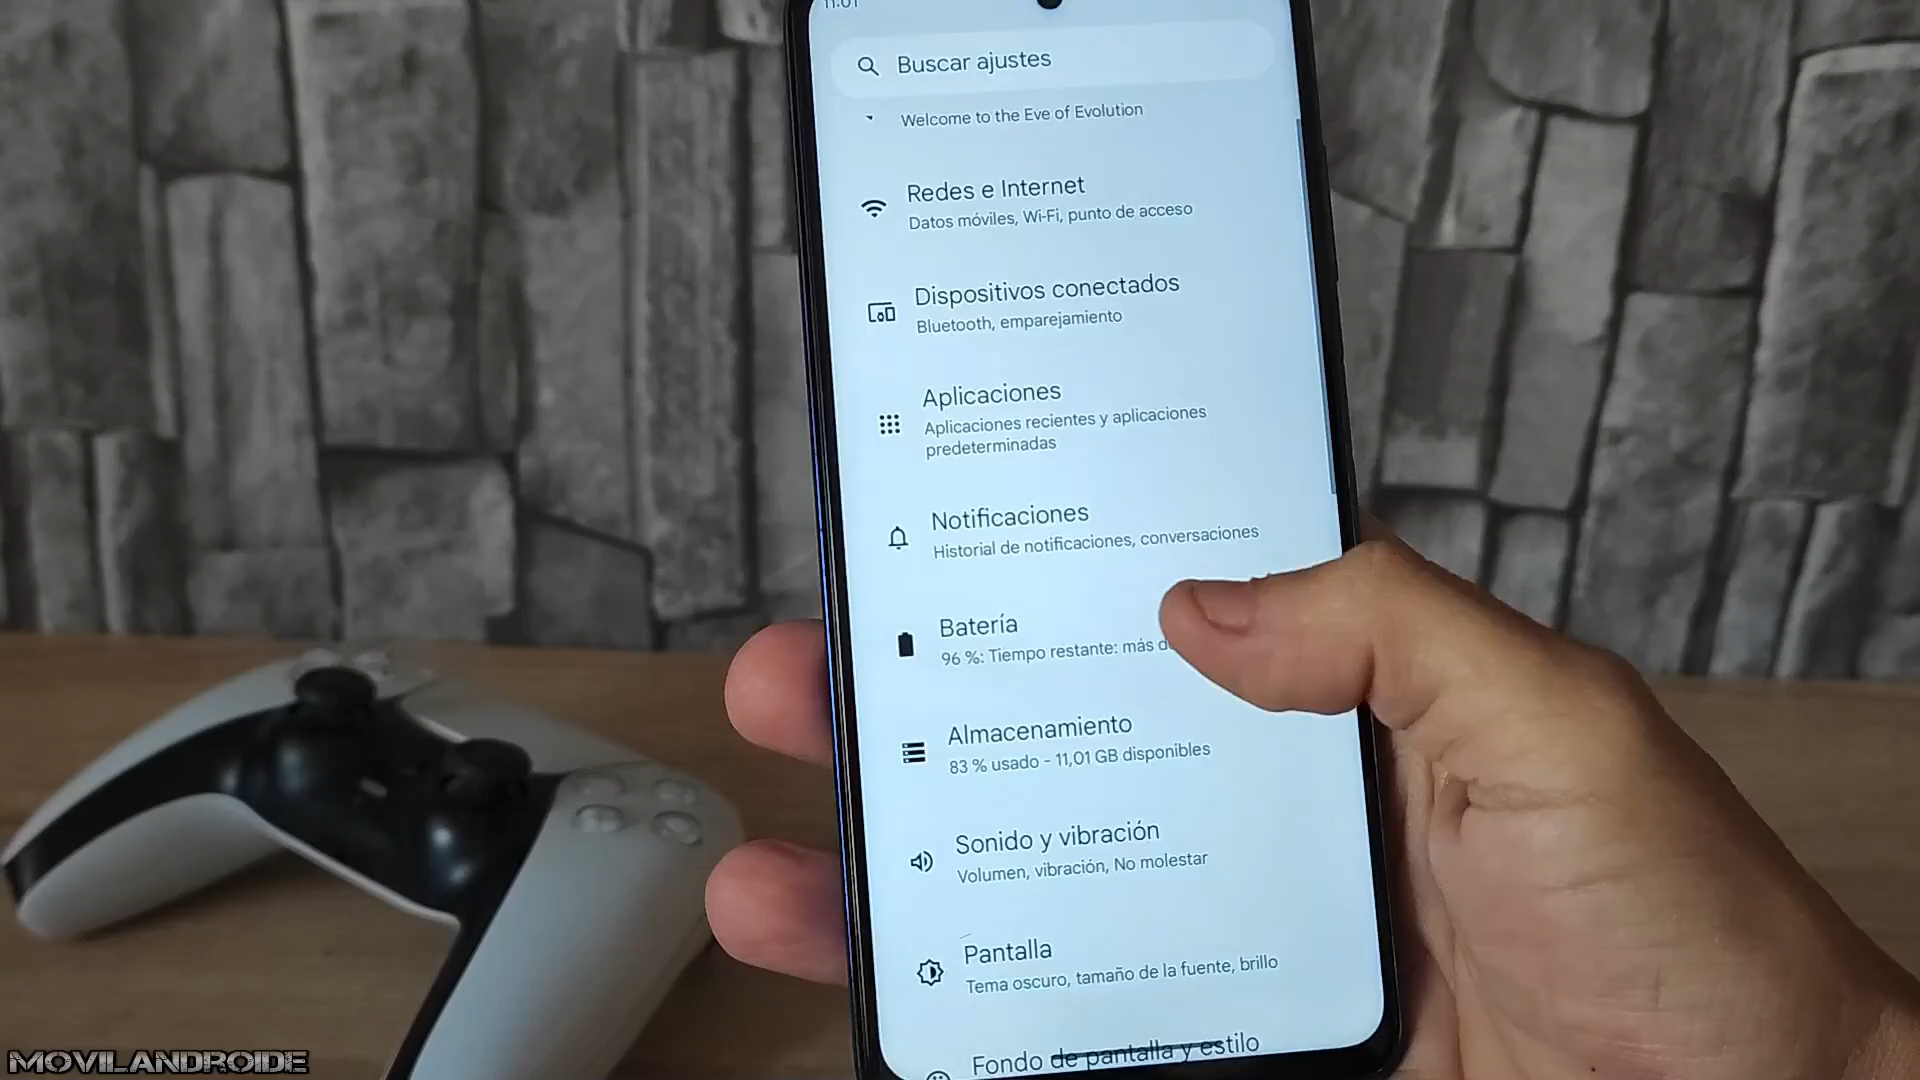 11:01
Buscar ajustes
Welcome to the Eve of Evolution
Redes e Internet
Datos móviles, Wi-Fi, punto de acceso
Dispositivos conectados
Bluetooth, emparejamiento
Aplicaciones
Aplicaciones recientes y aplicaciones
predeterminadas
Notificaciones
Historial de notificaciones, conversaciones
Batería
96 %: Tiempo restante: más
Almacenamiento
83 % usado - 11,01 GB disponibles
Sonido y vibración
Volumen, vibración, No molestar
Pantalla
Tema oscuro, tamaño de la fuente, brillo
Fondo de pantalla y estilo
MOVILANDROIDE